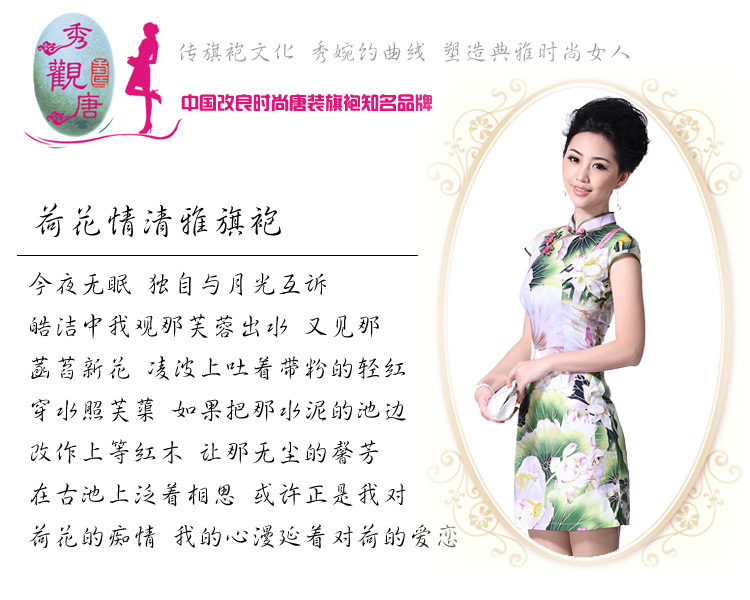 秀觀唐
传旗袍文化 秀婉约曲线 塑造典雅时尚女人
中国改良时尚唐装旗袍知名品牌
荷花情清雅旗袍
今夜无眠 独自与月光互诉
皓洁中我观那芙蓉出水 又见那
菡萏新花 凌波上吐着带粉的轻红
穿水照芙蕖 如果把那水泥的池边
改作上等红木 让那无尘的馨芳
在古池上泛着相思 或许正是我对
荷花的痴情 我的心漫延着对荷的爱恋